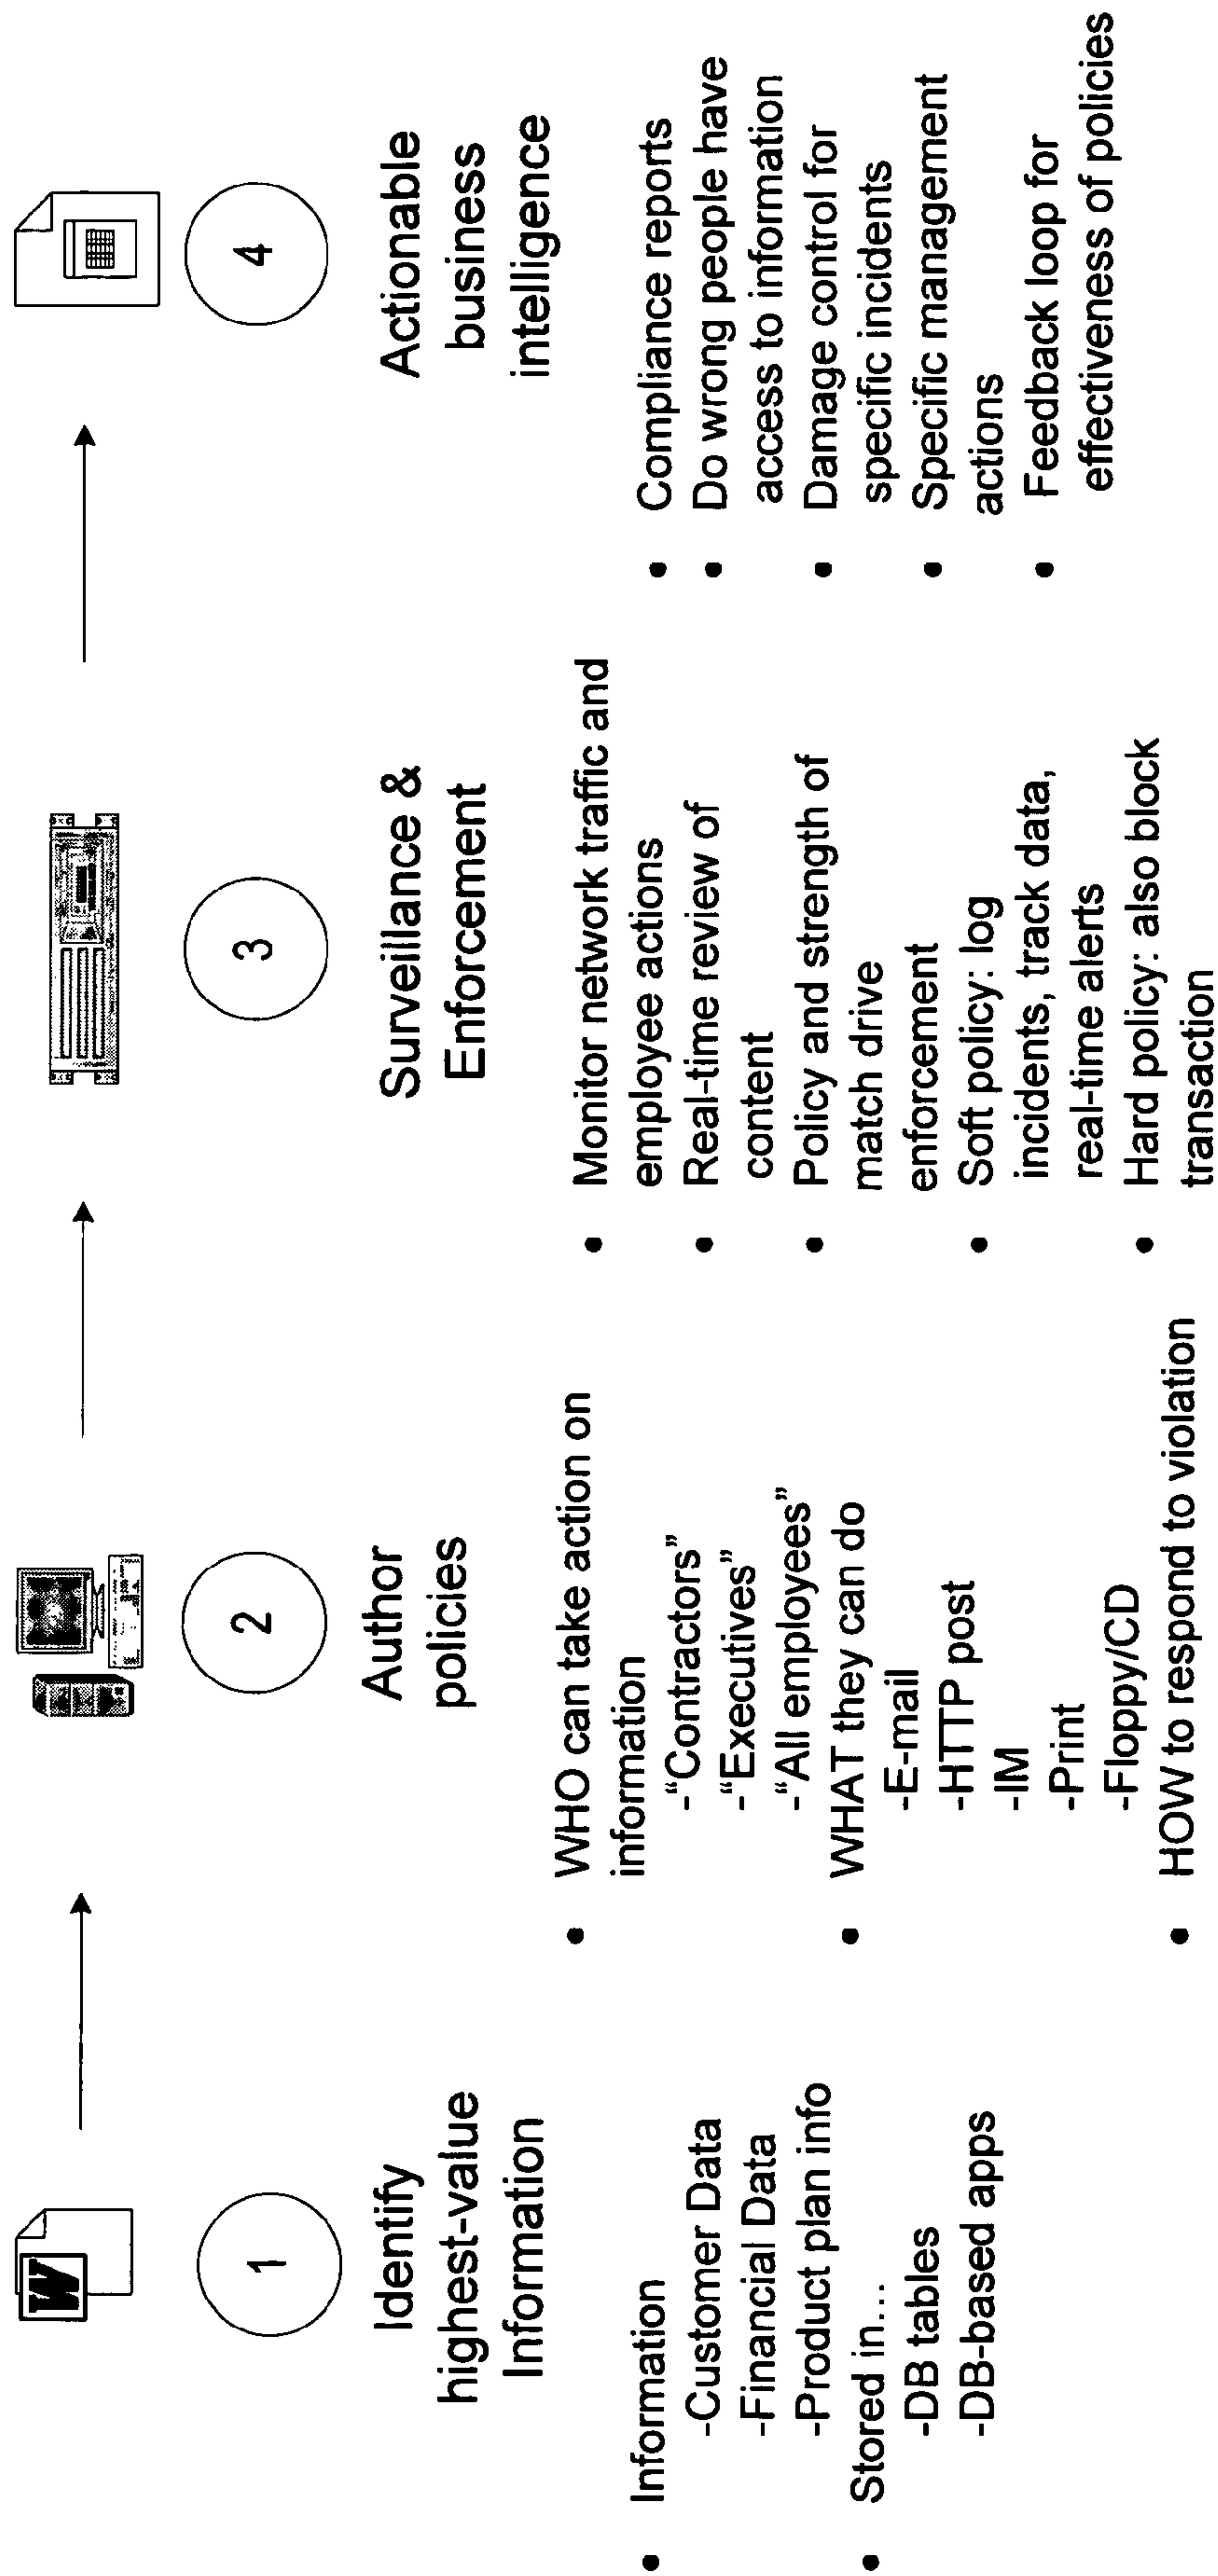 W
1
Identify
highest-value
Information
• Information
-Customer Data
-Financial Data
-Product plan info
• Stored in...
-DB tables
-DB-based apps
2
Author
policies
• WHO can take action on
information
-“Contractors”
-“Executives”
-“All employees”
• WHAT they can do
-E-mail
-HTTP post
-IM
-Print
-Floppy/CD
• HOW to respond to violation
3
Surveillance &
Enforcement
• Monitor network traffic and
employee actions
• Real-time review of
content
• Policy and strength of
match drive
enforcement
• Soft policy: log
incidents, track data,
real-time alerts
• Hard policy: also block
transaction
4
Actionable
business
intelligence
• Compliance reports
• Do wrong people have
access to information
• Damage control for
specific incidents
• Specific management
actions
• Feedback loop for
effectiveness of policies